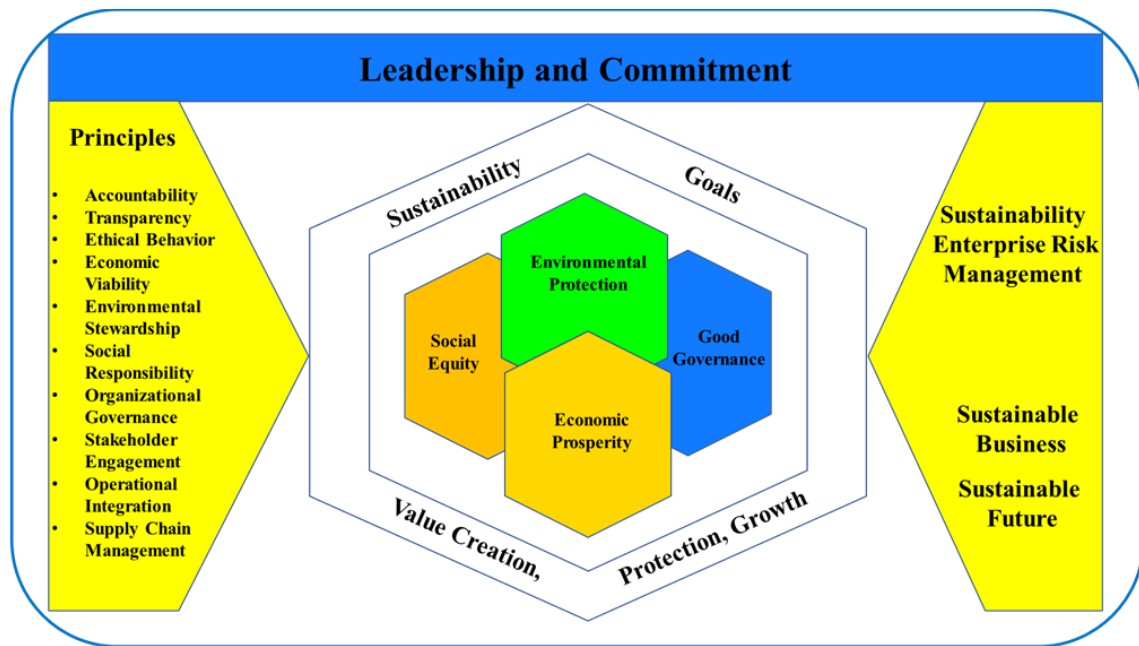 Leadership and Commitment
Principles
• Accountability
• Transparency
• Ethical Behavior
• Economic
Viability
• Environmental
Stewardship
• Social
Responsibility
• Organizational
Governance
• Stakeholder
Engagement
• Operational
Integration
• Supply Chain
Management
Sustainability
Goals
Environmental
Protection
Social
Equity
Good
Governance
Economic
Prosperity
Value Creation,
Protection, Growth
Sustainability
Enterprise Risk
Management
Sustainable
Business
Sustainable
Future